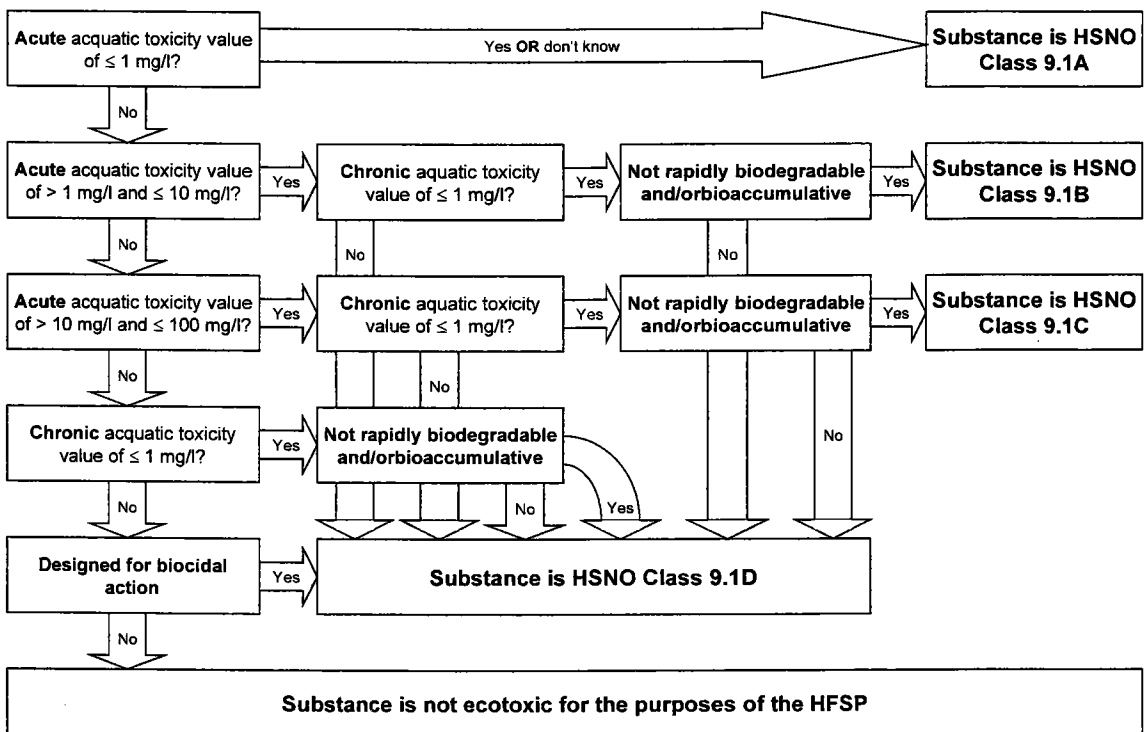 Acute acquatic toxicity value
of ≤ 1 mg/l?
Yes OR don't know
Substance is HSNO
Class 9.1A
No
Acute acquatic toxicity value
of > 1 mg/l and ≤ 10 mg/l?
Yes
Chronic aquatic toxicity
value of ≤ 1 mg/l?
Yes
Not rapidly biodegradable
and/orbioaccumulative
Yes
Substance is HSNO
Class 9.1B
No
No
No
Acute acquatic toxicity value
of > 10 mg/l and ≤ 100 mg/l?
Yes
Chronic aquatic toxicity
value of ≤ 1 mg/l?
Yes
Not rapidly biodegradable
and/orbioaccumulative
Yes
Substance is HSNO
Class 9.1C
No
No
No
Chronic acquatic toxicity
value of ≤ 1 mg/l?
Yes
Not rapidly biodegradable
and/orbioaccumulative
No
No
Yes
Designed for biocidal
action
Yes
Substance is HSNO Class 9.1D
No
Substance is not ecotoxic for the purposes of the HFSP